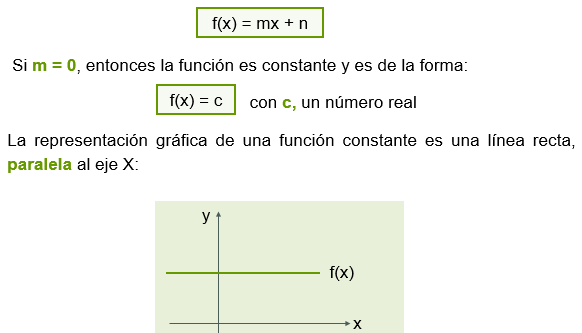 f(x) = mx + n
Si m = 0, entonces la función es constante y es de la forma:
f(x) = c con c, un número real
La representación gráfica de una función constante es una línea recta,
paralela al eje X:
y
f(x)
x